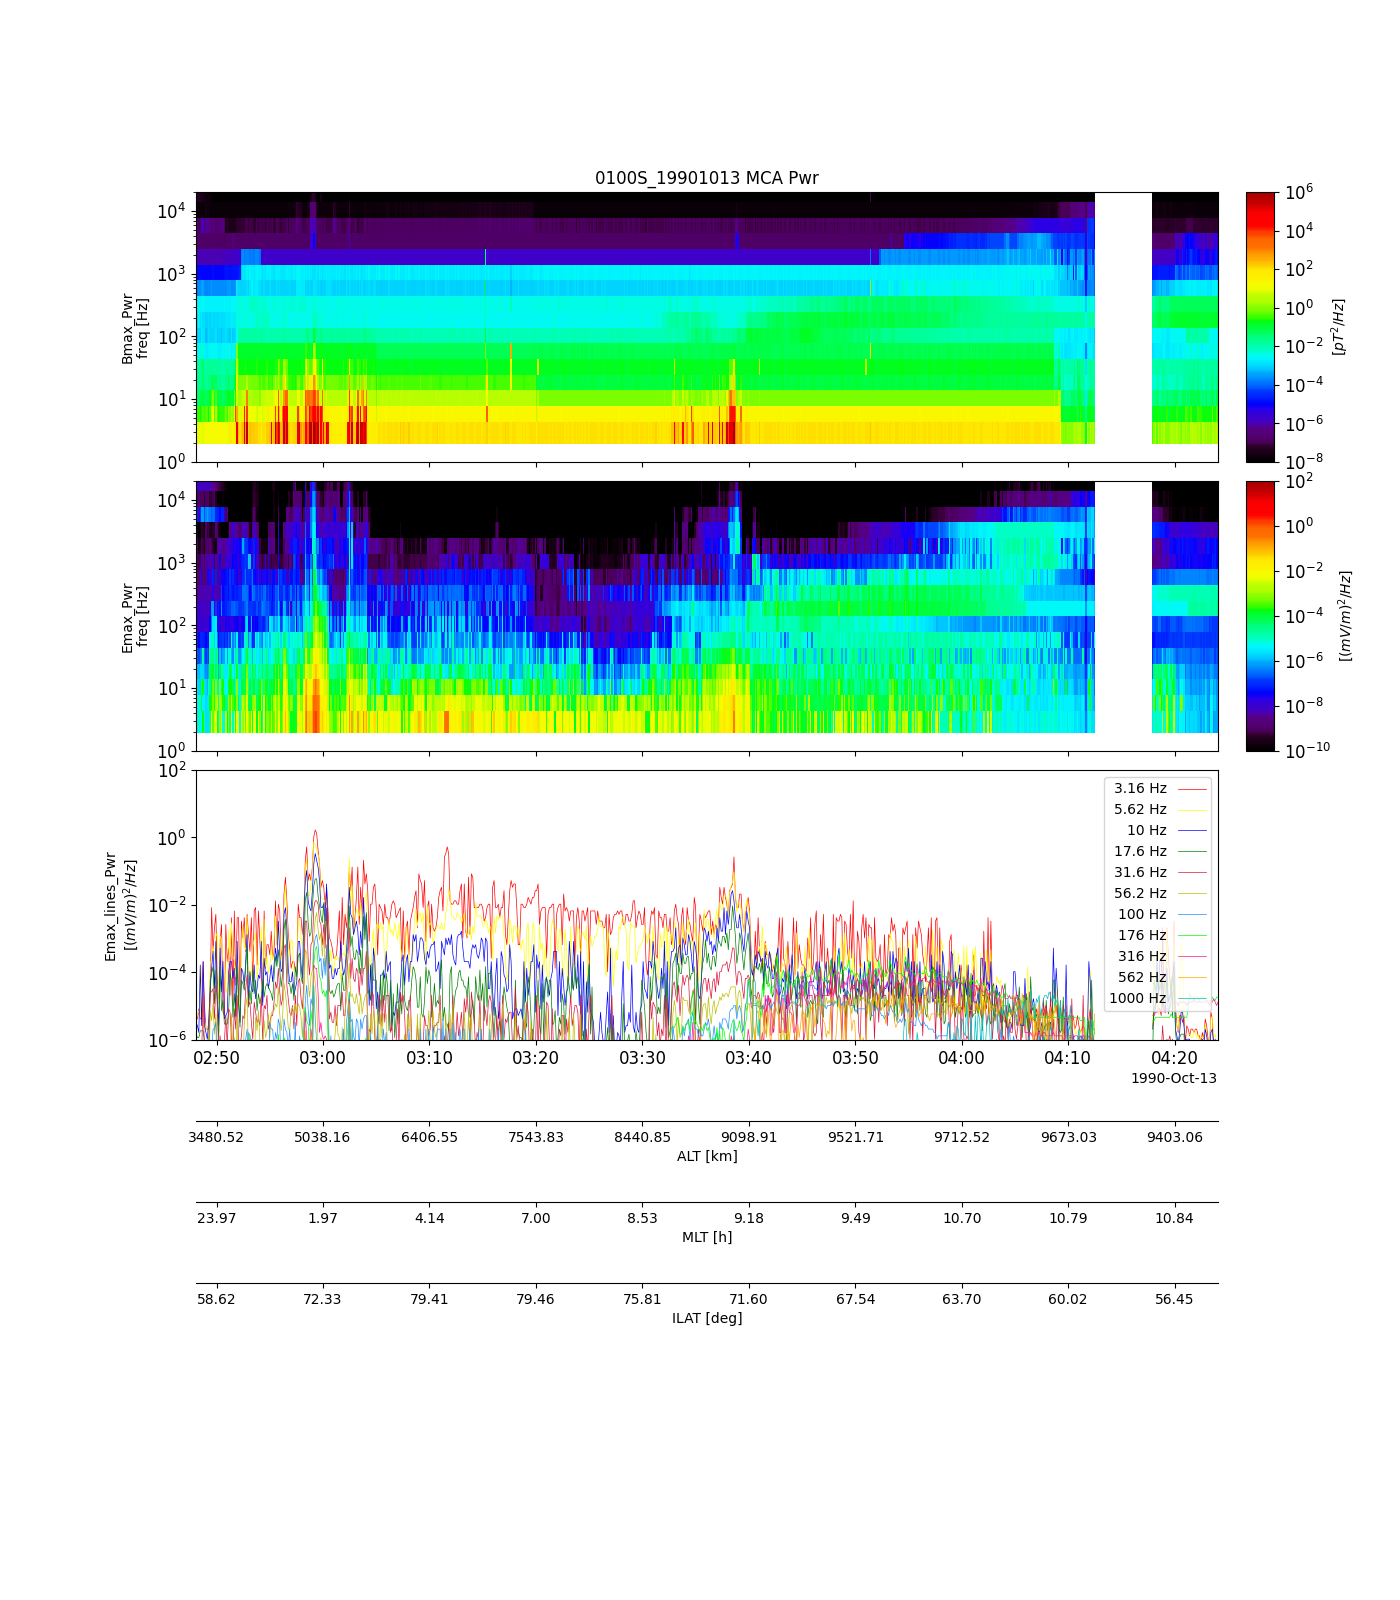 0100S_19901013 MCA Pwr
10^4
10^3
10^2
10^1
10^0
Bmax_Pwr
freq [Hz]
10^6
10^4
10^2
10^0
10^-2
10^-4
10^-6
10^-8
[pT^2/Hz]
10^4
10^3
10^2
10^1
10^0
Emax_Pwr
freq [Hz]
10^2
10^0
10^-2
10^-4
10^-6
10^-8
10^-10
[(mV/m)^2/Hz]
10^2
10^0
10^-2
10^-4
10^-6
Emax_lines_Pwr
[(mV/m)^2/Hz]
3.16 Hz
5.62 Hz
10 Hz
17.6 Hz
31.6 Hz
56.2 Hz
100 Hz
176 Hz
316 Hz
562 Hz
1000 Hz
02:50 03:00 03:10 03:20 03:30 03:40 03:50 04:00 04:10 04:20
1990-Oct-13
3480.52 5038.16 6406.55 7543.83 8440.85 9098.91 9521.71 9712.52 9673.03 9403.06
ALT [km]
23.97 1.97 4.14 7.00 8.53 9.18 9.49 10.70 10.79 10.84
MLT [h]
58.62 72.33 79.41 79.46 75.81 71.60 67.54 63.70 60.02 56.45
ILAT [deg]